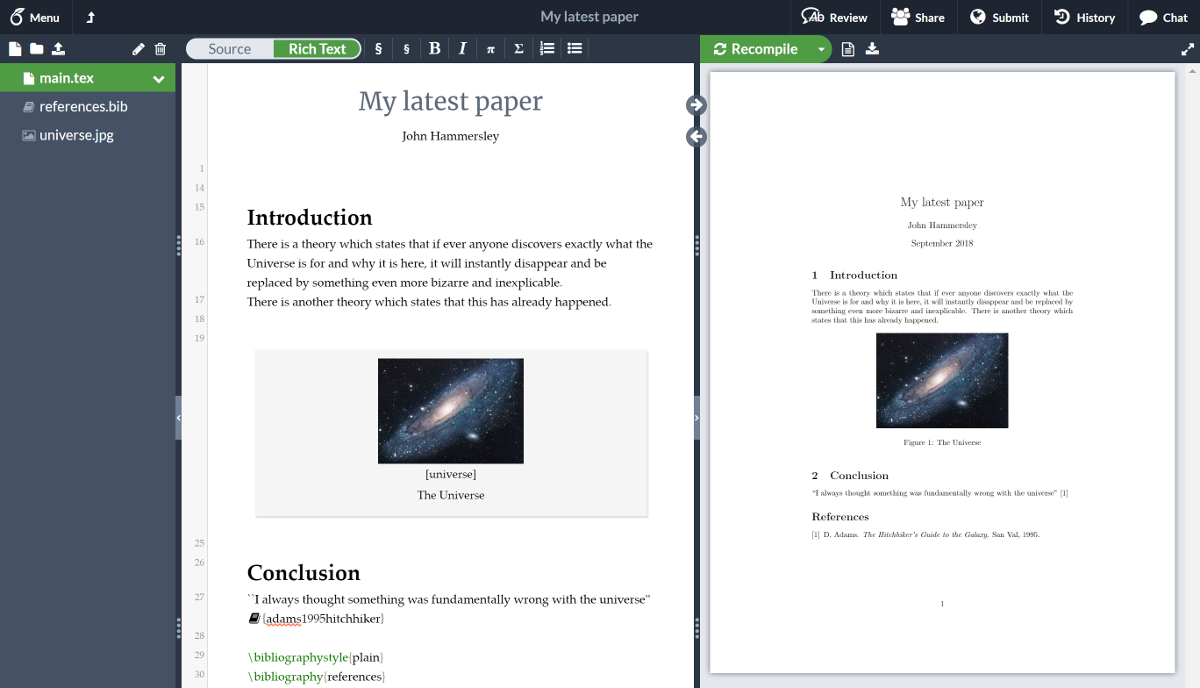 Menu
My latest paper
Review
Share
Submit
History
Chat
Source
Rich Text
§
§
B
I
π
Σ
Recompile
main.tex
references.bib
universe.jpg
My latest paper
John Hammersley
1
14
15
Introduction
16
There is a theory which states that if ever anyone discovers exactly what the
Universe is for and why it is here, it will instantly disappear and be
replaced by something even more bizarre and inexplicable.
17
There is another theory which states that this has already happened.
18
19
[universe]
The Universe
25
26
Conclusion
27
``I always thought something was fundamentally wrong with the universe"
{adams1995hitchhiker}
28
29
\bibliographystyle{plain}
30
\bibliography{references}
My latest paper
John Hammersley
September 2018
1 Introduction
There is a theory which states that if ever anyone discovers exactly what the
Universe is for and why it is here, it will instantly disappear and be replaced by
something even more bizarre and inexplicable. There is another theory which
states that this has already happened.
Figure 1: The Universe
2 Conclusion
“I always thought something was fundamentally wrong with the universe” [1]
References
[1] D. Adams. The Hitchhiker's Guide to the Galaxy. San Val, 1995.
1